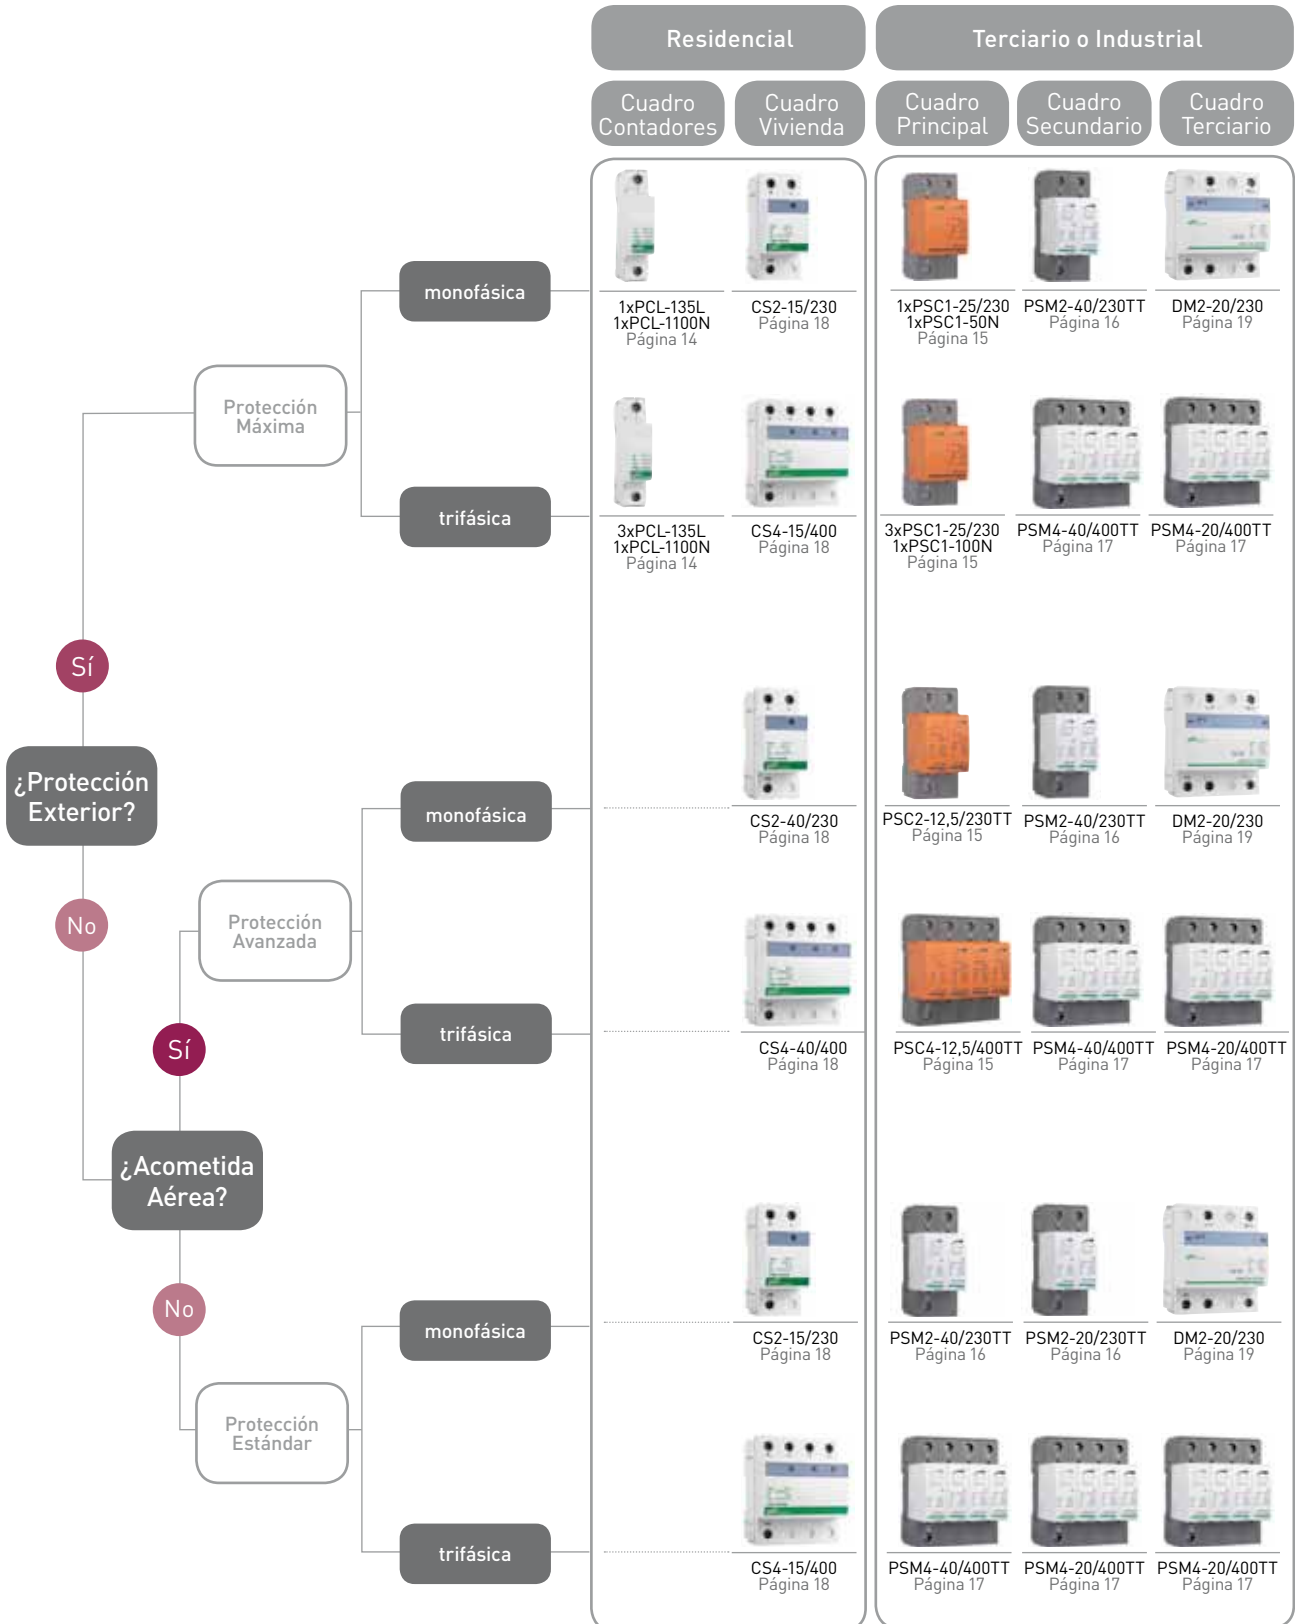 Residencial
Terciario o Industrial
Cuadro
Contadores
Cuadro
Vivienda
Cuadro
Principal
Cuadro
Secundario
Cuadro
Terciario
monofásica
1xPCL-135L
1xPCL-1100N
Página 14
CS2-15/230
Página 18
1xPSC1-25/230
1xPSC1-50N
Página 15
PSM2-40/230TT
Página 16
DM2-20/230
Página 19
Protección
Máxima
trifásica
3xPCL-135L
1xPCL-1100N
Página 14
CS4-15/400
Página 18
3xPSC1-25/230
1xPSC1-100N
Página 15
PSM4-40/400TT
Página 17
PSM4-20/400TT
Página 17
Sí
¿Protección
Exterior?
No
monofásica
CS2-40/230
Página 18
PSC2-12,5/230TT
Página 15
PSM2-40/230TT
Página 16
DM2-20/230
Página 19
Protección
Avanzada
trifásica
CS4-40/400
Página 18
PSC4-12,5/400TT
Página 15
PSM4-40/400TT
Página 17
PSM4-20/400TT
Página 17
Sí
¿Acometida
Aérea?
No
monofásica
CS2-15/230
Página 18
PSM2-40/230TT
Página 16
PSM2-20/230TT
Página 16
DM2-20/230
Página 19
Protección
Estándar
trifásica
CS4-15/400
Página 18
PSM4-40/400TT
Página 17
PSM4-20/400TT
Página 17
PSM4-20/400TT
Página 17